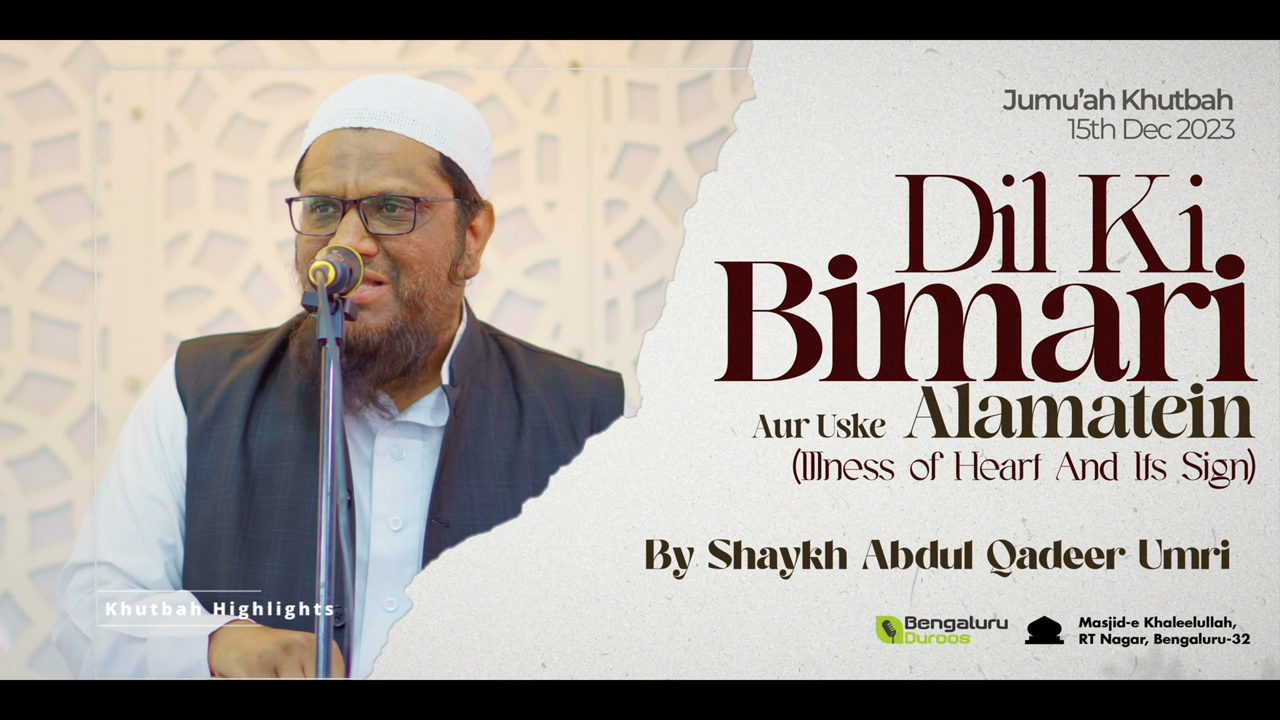 Jumu'ah Khutbah
15th Dec 2023
Dil Ki
Bimari
Aur Uske Alamatein
(Illness of Heart And Its Sign)
By Shaykh Abdul Qadeer Umri
Khutbah Highlights
Bengaluru
Duroos
Masjid-e Khaleelullah,
RT Nagar, Bengaluru-32